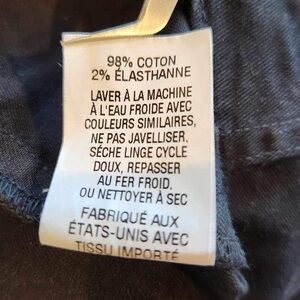 98% COTON
2% ÉLASTHANNE
LAVER À LA MACHINE
À L'EAU FROIDE AVEC
COULEURS SIMILAIRES,
NE PAS JAVELLISER,
SÉCHE LINGE CYCLE
DOUX, REPASSER
AU FER FROID,
OU NETTOYER À SEC
FABRIQUÉ AUX
ÉTATS-UNIS AVEC
TISSU IMPORTÉ